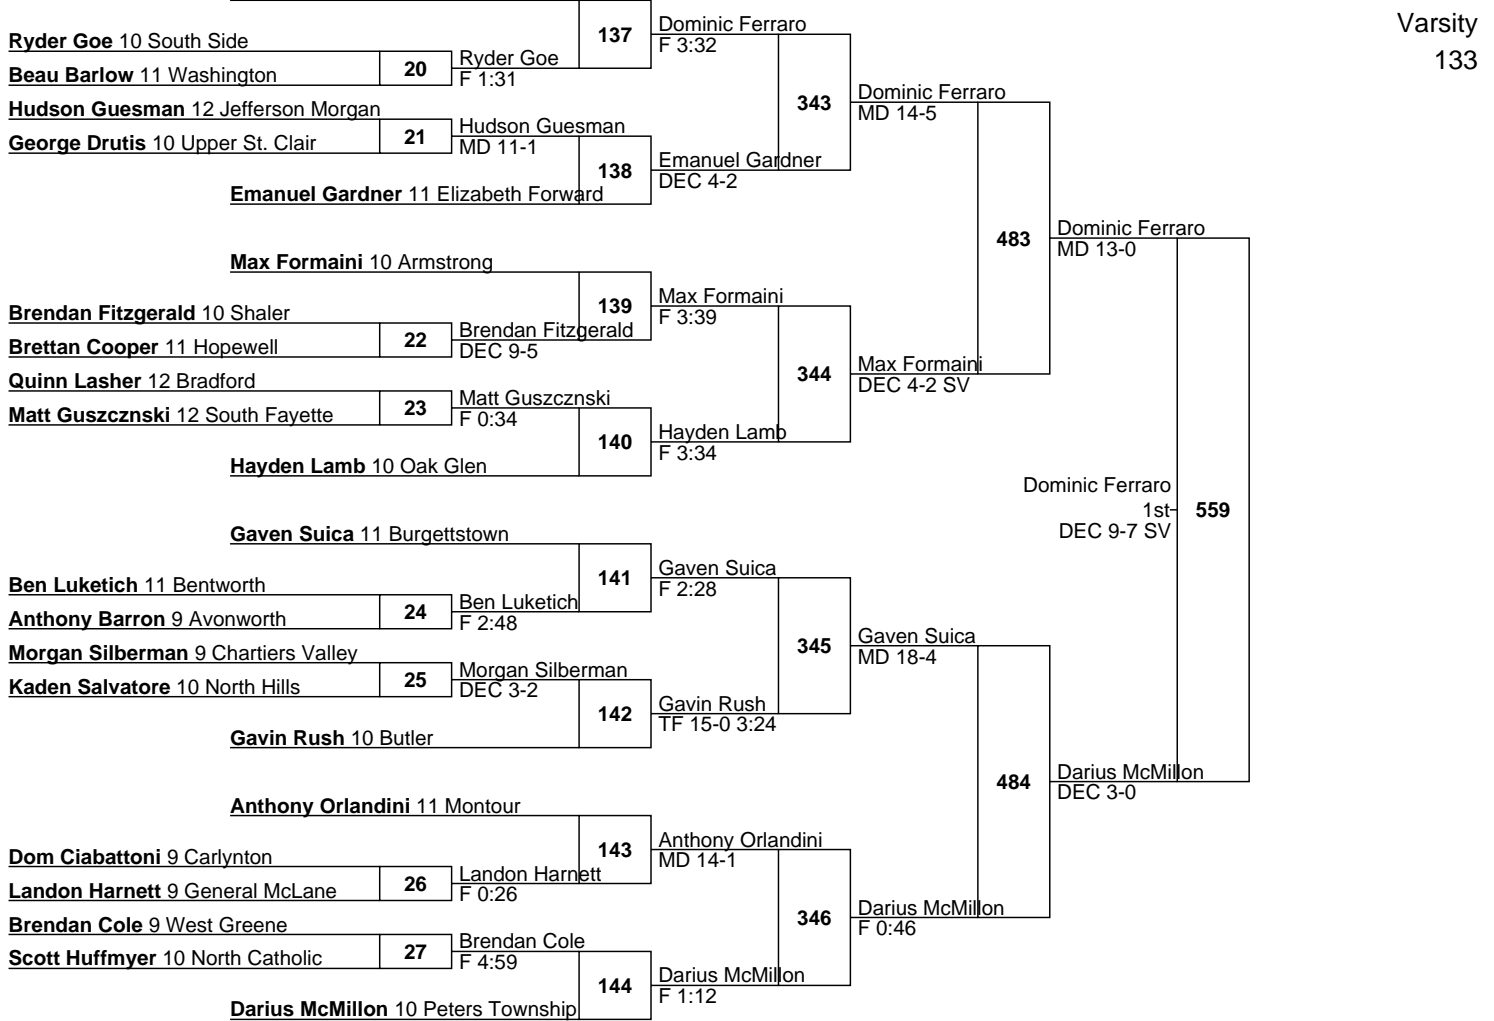 Varsity
133
Ryder Goe 10 South Side
Beau Barlow 11 Washington
20
Ryder Goe
F 1:31
137
Dominic Ferraro
F 3:32
Hudson Guesman 12 Jefferson Morgan
George Drutis 10 Upper St. Clair
21
Hudson Guesman
MD 11-1
138
Emanuel Gardner
DEC 4-2
Emanuel Gardner 11 Elizabeth Forward
343
Dominic Ferraro
MD 14-5
Max Formaini 10 Armstrong
Brendan Fitzgerald 10 Shaler
Brettan Cooper 11 Hopewell
22
Brendan Fitzgerald
DEC 9-5
139
Max Formaini
F 3:39
Quinn Lasher 12 Bradford
Matt Guszcznski 12 South Fayette
23
Matt Guszcznski
F 0:34
140
Hayden Lamb
F 3:34
Hayden Lamb 10 Oak Glen
344
Max Formaini
DEC 4-2 SV
483
Dominic Ferraro
MD 13-0
Gaven Suica 11 Burgettstown
Ben Luketich 11 Bentworth
Anthony Barron 9 Avonworth
24
Ben Luketich
F 2:48
141
Gaven Suica
F 2:28
Morgan Silberman 9 Chartiers Valley
Kaden Salvatore 10 North Hills
25
Morgan Silberman
DEC 3-2
142
Gavin Rush
TF 15-0 3:24
Gavin Rush 10 Butler
345
Gaven Suica
MD 18-4
Anthony Orlandini 11 Montour
Dom Ciabattoni 9 Carlynton
Landon Harnett 9 General McLane
26
Landon Harnett
F 0:26
143
Anthony Orlandini
MD 14-1
Brendan Cole 9 West Greene
Scott Huffmyer 10 North Catholic
27
Brendan Cole
F 4:59
144
Darius McMillon
F 1:12
Darius McMillon 10 Peters Township
346
Darius McMillon
F 0:46
484
Darius McMillon
DEC 3-0
Dominic Ferraro
1st
DEC 9-7 SV
559